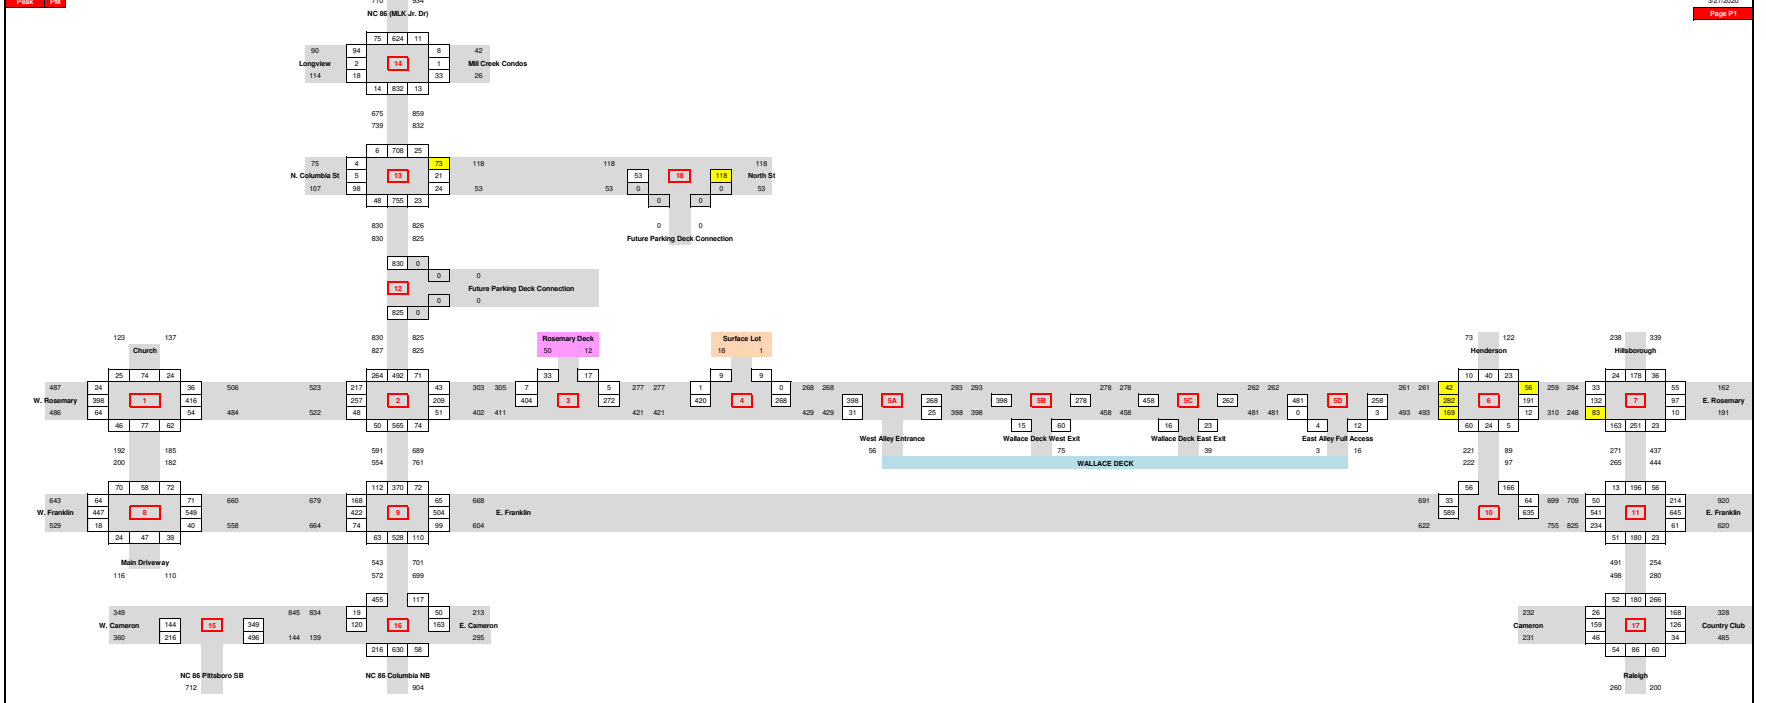 Peak PM
710 934
3/27/2020
NC 86 (MLK Jr. Dr)
Page P1
75 624 11
90 94 8 42
Longview 2 14 1 Mill Creek Condos
114 18 33 26
14 832 13
675 859
739 832
6 708 25
75 4 73 118 118 118
N. Columbia St 5 13 21 53 18 118 North St
107 98 24 53 53 0 0 53
48 755 23 0 0
830 826 0 0
830 825 Future Parking Deck Connection
830 0
0 0
12 Future Parking Deck Connection
0 0
825 0
123 137 830 825 Rosemary Deck Surface Lot 73 122 238 339
Church 827 825 50 12 18 1 Henderson Hillsborough
25 74 24 264 492 71 33 17 9 9 10 40 23 24 178 36
487 24 36 506 523 217 43 303 305 7 5 277 277 1 0 268 268 293 293 278 278 262 262 261 261 42 56 259 284 33 55 162
W. Rosemary 398 1 416 257 2 209 404 3 272 420 4 268 398 5A 268 398 5B 278 458 5C 262 481 5D 258 282 6 191 132 7 97 E. Rosemary
486 64 54 484 522 48 51 402 411 421 421 429 429 31 25 398 398 458 458 481 481 0 3 493 493 169 12 310 248 83 10 191
46 77 62 50 565 74 15 60 16 23 4 12 60 24 5 163 251 23
West Alley Entrance Wallace Deck West Exit Wallace Deck East Exit East Alley Full Access
192 185 591 689 56 75 39 3 16 221 89 271 437
200 182 554 761 WALLACE DECK 222 97 265 444
70 58 72 112 370 72 56 166 13 196 56
643 64 71 660 679 168 65 668 691 33 64 699 709 50 214 920
W. Franklin 447 8 549 422 9 504 E. Franklin 589 10 635 541 11 645 E. Franklin
529 18 40 558 664 74 99 604 622 755 825 234 61 620
24 47 39 63 528 110 51 180 23
Main Driveway 543 701 491 254
116 110 572 699 498 280
455 117 52 180 266
349 845 834 19 50 213 232 26 168 328
W. Cameron 144 15 349 120 16 163 E. Cameron Cameron 159 17 126 Country Club
360 216 496 144 139 295 231 46 34 485
216 630 58 54 86 60
NC 86 Pittsboro SB NC 86 Columbia NB Raleigh
712 904 260 200